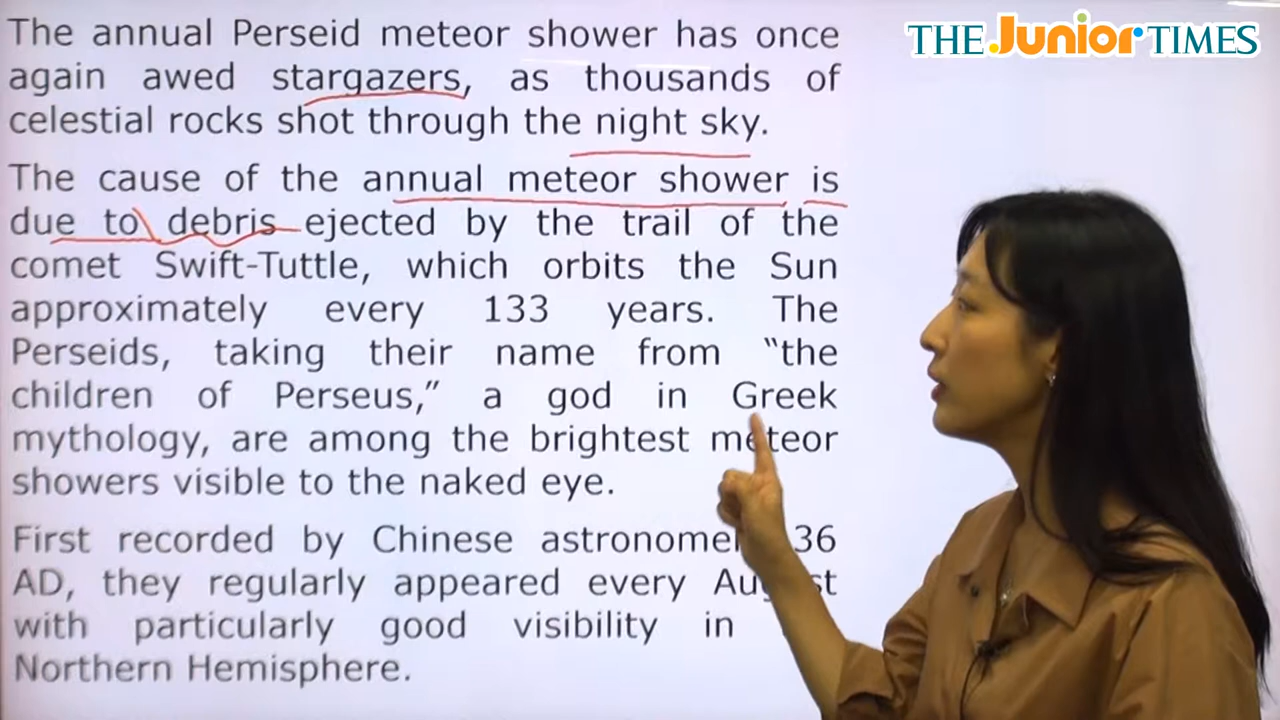 The annual Perseid meteor shower has once
again awed stargazers, as thousands of
celestial rocks shot through the night sky.
The cause of the annual meteor shower is
due to debris ejected by the trail of the
comet Swift-Tuttle, which orbits the Sun
approximately every 133 years. The
Perseids, taking their name from “the
children of Perseus,” a god in Greek
mythology, are among the brightest meteor
showers visible to the naked eye.
First recorded by Chinese 36
AD, they regularly appeared every
with particularly good visibility in
Northern Hemisphere.
THE Junior TIMES